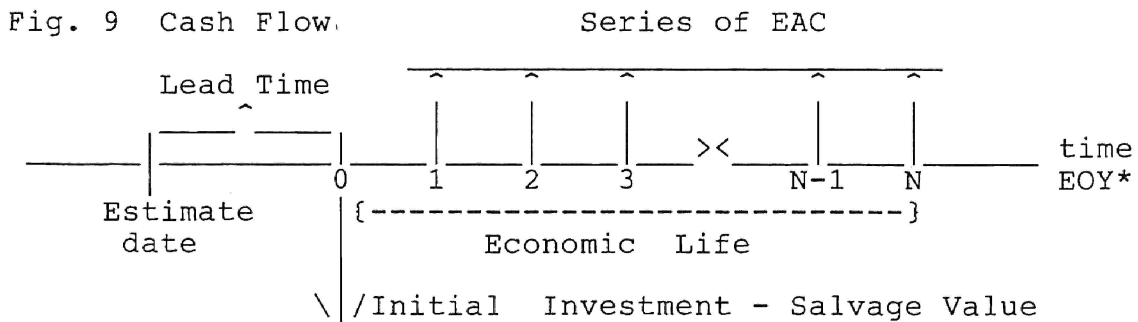 Fig. 9 Cash Flow Series of EAC
Lead Time
time
0 1 2 3 >< N-1 N EOY*
Estimate {-----------------------------} 
date Economic Life
\ /Initial Investment - Salvage Value